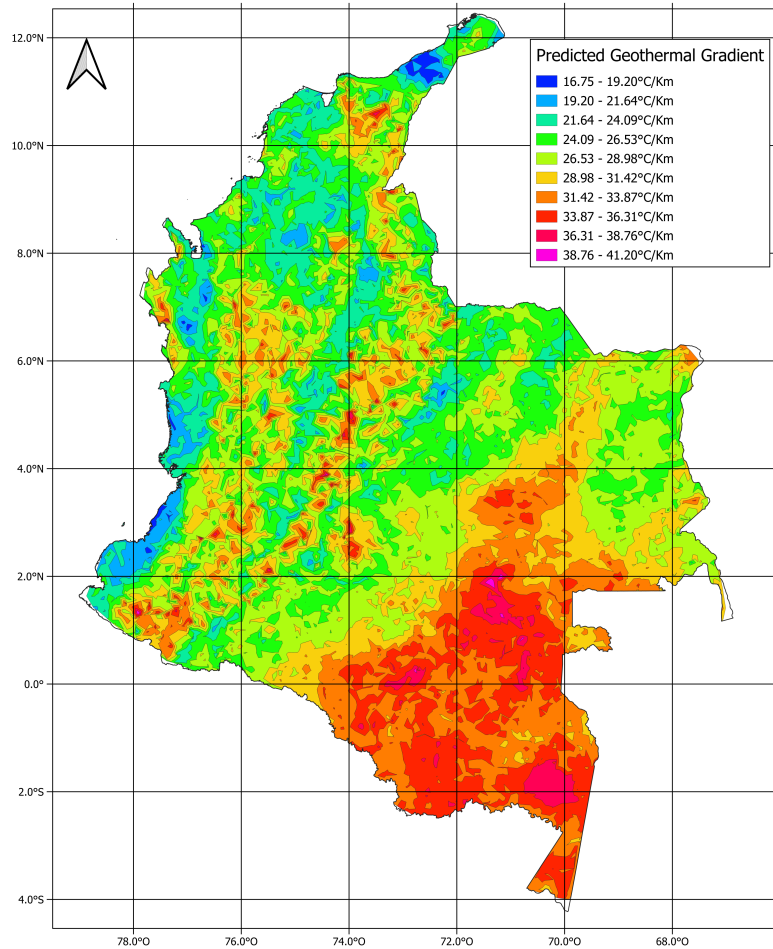 Predicted Geothermal Gradient
16.75 - 19.20°C/Km
19.20 - 21.64°C/Km
21.64 - 24.09°C/Km
24.09 - 26.53°C/Km
26.53 - 28.98°C/Km
28.98 - 31.42°C/Km
31.42 - 33.87°C/Km
33.87 - 36.31°C/Km
36.31 - 38.76°C/Km
38.76 - 41.20°C/Km
12.0°N
10.0°N
8.0°N
6.0°N
4.0°N
2.0°N
0.0°
2.0°S
4.0°S
78.0°O 76.0°O 74.0°O 72.0°O 70.0°O 68.0°O